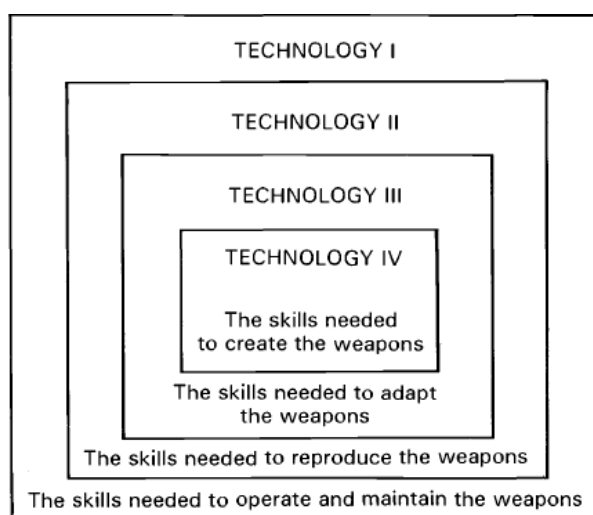 TECHNOLOGY I
TECHNOLOGY II
TECHNOLOGY III
TECHNOLOGY IV
The skills needed
to create the weapons
The skills needed to adapt
the weapons
The skills needed to reproduce the weapons
The skills needed to operate and maintain the weapons